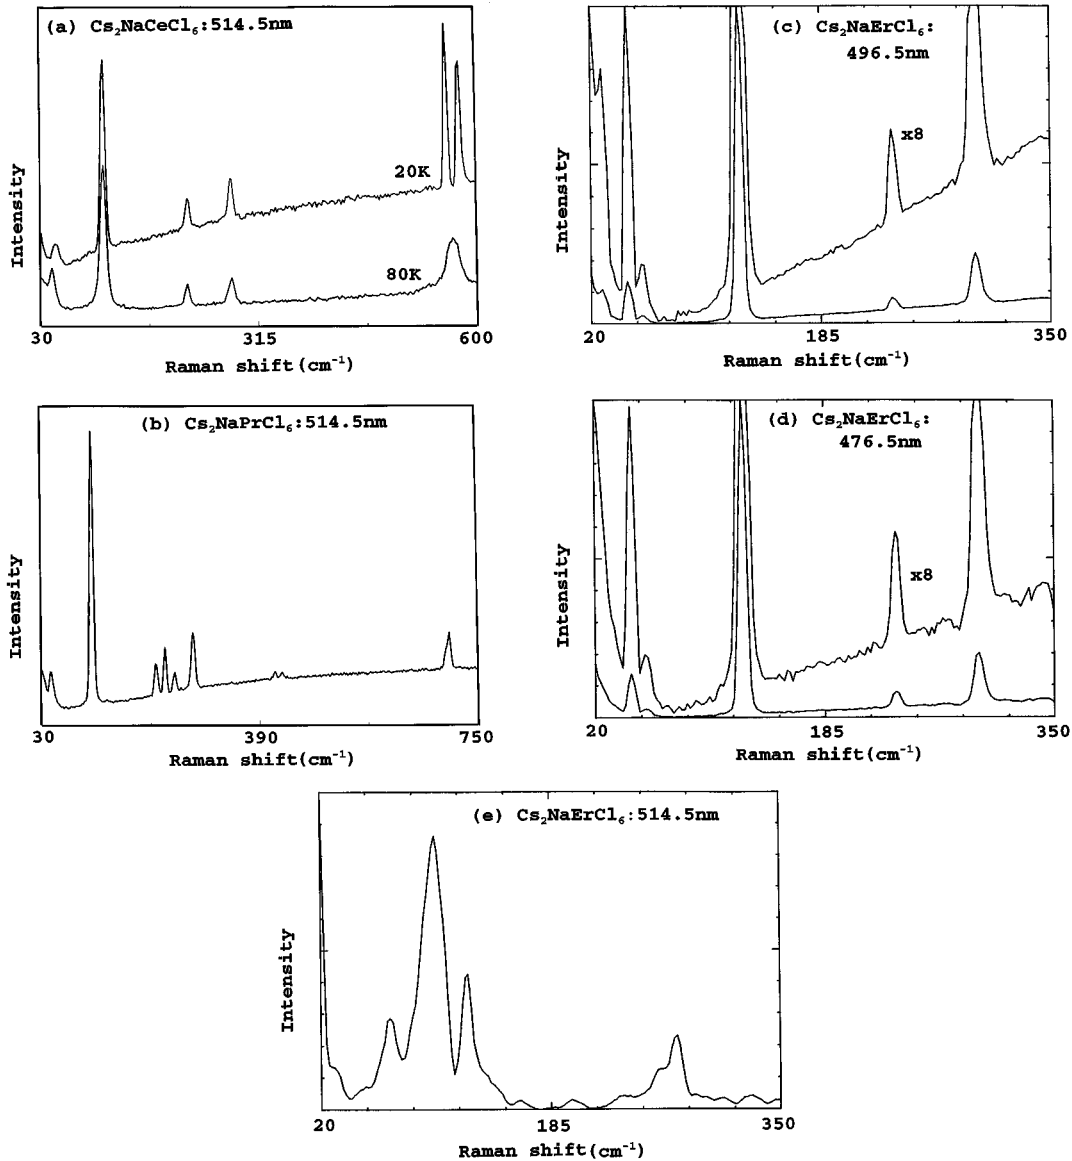 (a) Cs₂NaCeCl₆:514.5nm
20K
80K
Intensity
30 315 600
Raman shift(cm⁻¹)
(c) Cs₂NaErCl₆:
496.5nm
x8
Intensity
20 185 350
Raman shift(cm⁻¹)
(b) Cs₂NaPrCl₆:514.5nm
Intensity
30 390 750
Raman shift(cm⁻¹)
(d) Cs₂NaErCl₆:
476.5nm
x8
Intensity
20 185 350
Raman shift(cm⁻¹)
(e) Cs₂NaErCl₆:514.5nm
Intensity
20 185 350
Raman shift(cm⁻¹)